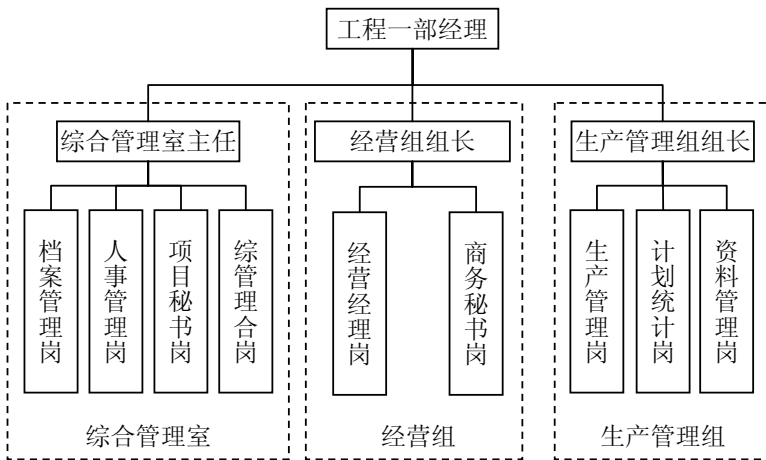 工程一部经理
综合管理室主任
经营组组长
生产管理组组长
档案管理岗
人事管理岗
项目秘书岗
综管理合岗
经营经理岗
商务秘书岗
生产管理岗
计划统计岗
资料管理岗
综合管理室
经营组
生产管理组